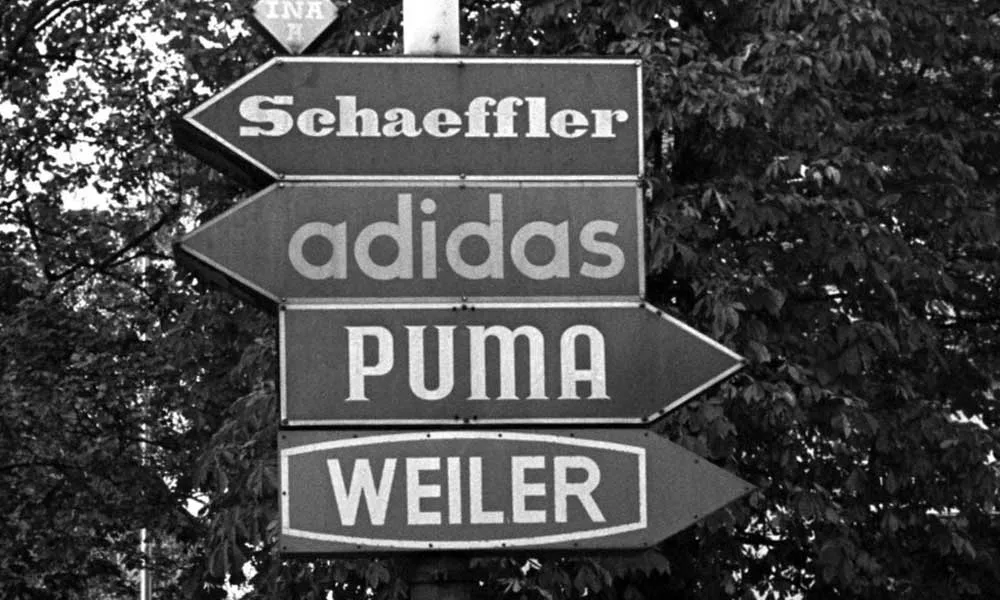 INA
H
Schaeffler
adidas
PUMA
WEILER